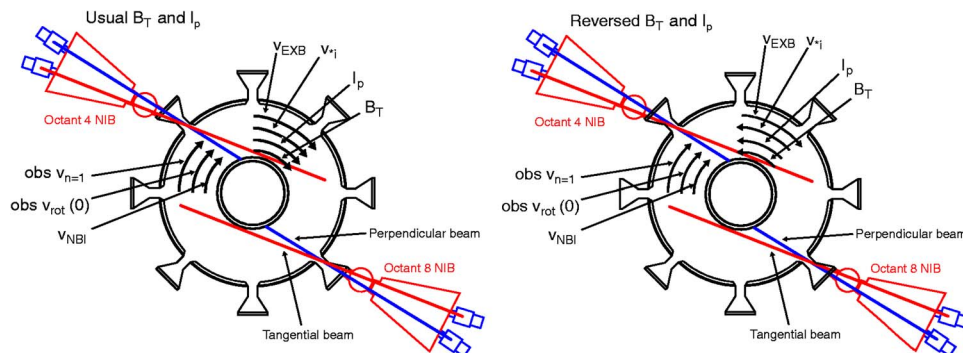 Usual B_T and I_p
v_EXB
v_*i
I_p
B_T
Octant 4 NIB
obs v_n=1
obs v_rot (0)
v_NBI
Perpendicular beam
Octant 8 NIB
Tangential beam
Reversed B_T and I_p
v_EXB
v_*i
I_p
B_T
Octant 4 NIB
obs v_n=1
obs v_rot (0)
v_NBI
Perpendicular beam
Octant 8 NIB
Tangential beam